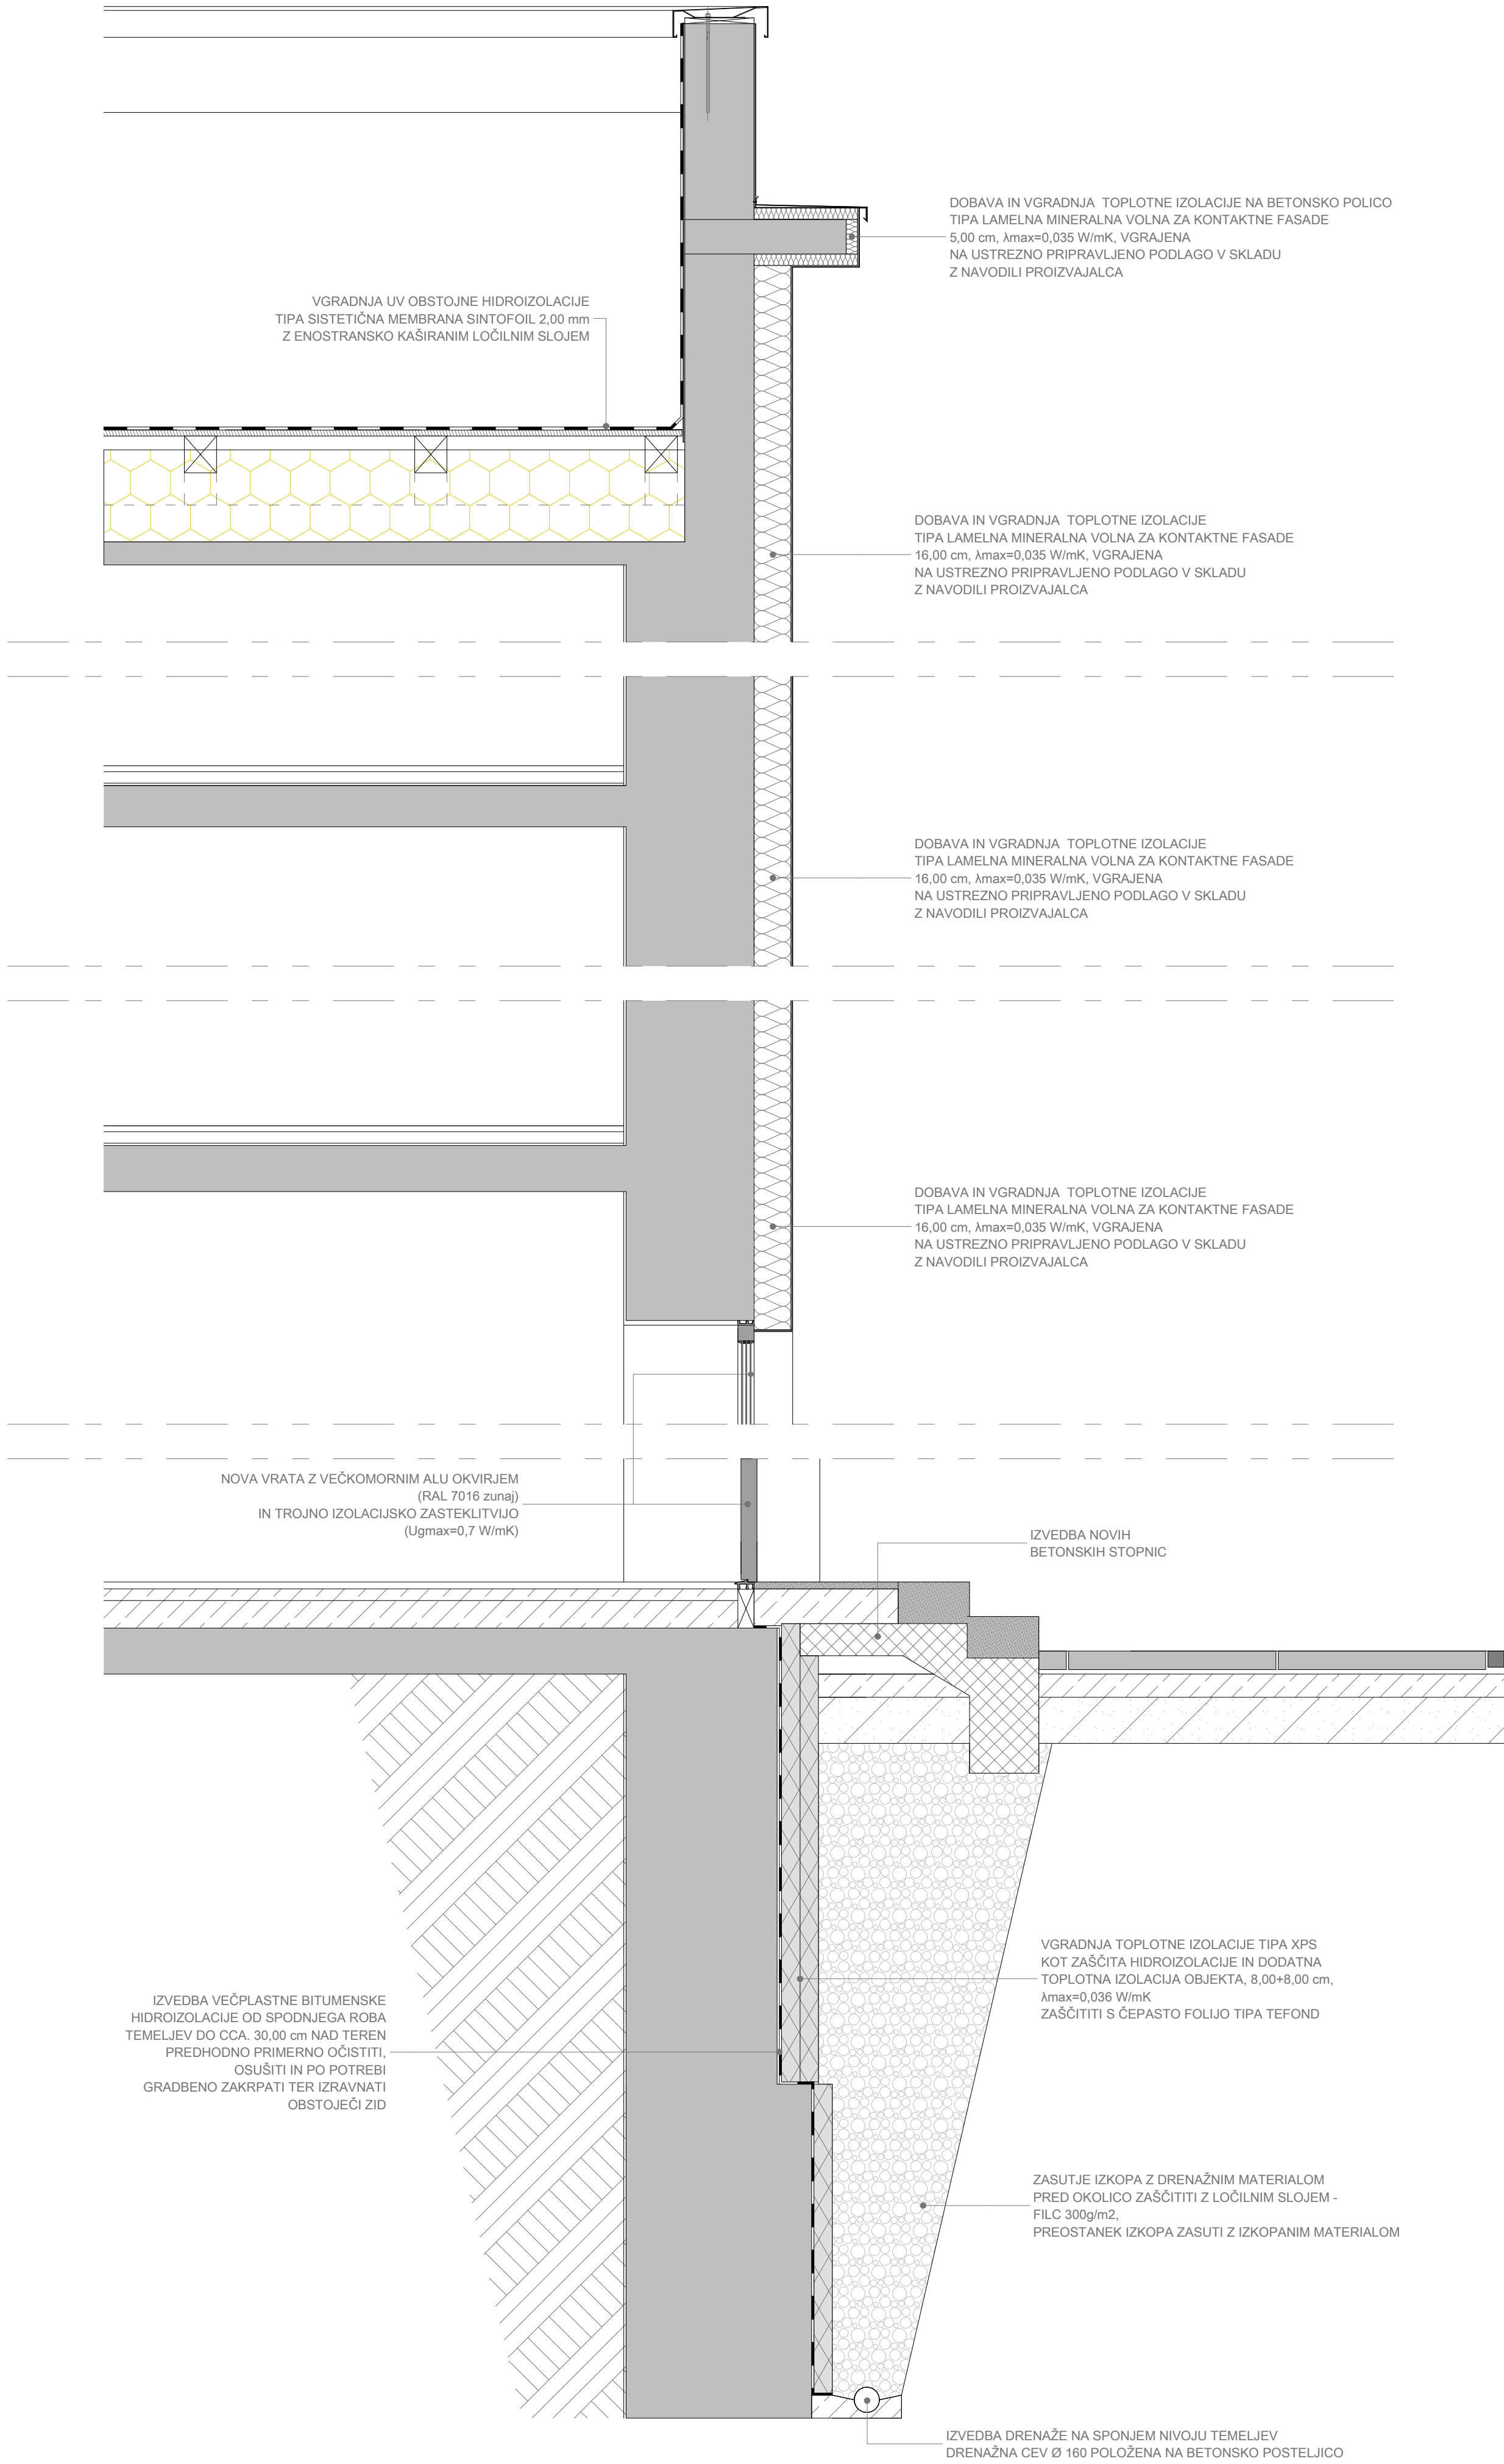 DOBAVA IN VGRADNJA TOPLOTNE IZOLACIJE NA BETONSKO POLICO
TIPA LAMELNA MINERALNA VOLNA ZA KONTAKTNE FASADE
5,00 cm, λmax=0,035 W/mK, VGRAJENA
NA USTREZNO PRIPRAVLJENO PODLAGO V SKLADU
Z NAVODILI PROIZVAJALCA
VGRADNJA UV OBSTOJNE HIDROIZOLACIJE
TIPA SISTETIČNA MEMBRANA SINTOFOIL 2,00 mm
Z ENOSTRANSKO KAŠIRANIM LOČILNIM SLOJEM
DOBAVA IN VGRADNJA TOPLOTNE IZOLACIJE
TIPA LAMELNA MINERALNA VOLNA ZA KONTAKTNE FASADE
16,00 cm, λmax=0,035 W/mK, VGRAJENA
NA USTREZNO PRIPRAVLJENO PODLAGO V SKLADU
Z NAVODILI PROIZVAJALCA
DOBAVA IN VGRADNJA TOPLOTNE IZOLACIJE
TIPA LAMELNA MINERALNA VOLNA ZA KONTAKTNE FASADE
16,00 cm, λmax=0,035 W/mK, VGRAJENA
NA USTREZNO PRIPRAVLJENO PODLAGO V SKLADU
Z NAVODILI PROIZVAJALCA
DOBAVA IN VGRADNJA TOPLOTNE IZOLACIJE
TIPA LAMELNA MINERALNA VOLNA ZA KONTAKTNE FASADE
16,00 cm, λmax=0,035 W/mK, VGRAJENA
NA USTREZNO PRIPRAVLJENO PODLAGO V SKLADU
Z NAVODILI PROIZVAJALCA
NOVA VRATA Z VEČKOMORNIM ALU OKVIRJEM
(RAL 7016 zunaj)
IN TROJNO IZOLACIJSKO ZASTEKLITVIJO
(Ugmax=0,7 W/mK)
IZVEDBA NOVIH
BETONSKIH STOPNIC
VGRADNJA TOPLOTNE IZOLACIJE TIPA XPS
KOT ZAŠČITA HIDROIZOLACIJE IN DODATNA
TOPLOTNA IZOLACIJA OBJEKTA, 8,00+8,00 cm,
λmax=0,036 W/mK
ZAŠČITITI S ČEPASTO FOLIJO TIPA TEFOND
IZVEDBA VEČPLASTNE BITUMENSKE
HIDROIZOLACIJE OD SPODNJEGA ROBA
TEMELJEV DO CCA. 30,00 cm NAD TEREN
PREDHODNO PRIMERNO OČISTITI,
OSUŠITI IN PO POTREBI
GRADBENO ZAKRPATI TER IZRAVNATI
OBSTOJEČI ZID
ZASUTJE IZKOPA Z DRENAŽNIM MATERIALOM
PRED OKOLICO ZAŠČITITI Z LOČILNIM SLOJEM -
FILC 300g/m2,
PREOSTANEK IZKOPA ZASUTI Z IZKOPANIM MATERIALOM
IZVEDBA DRENAŽE NA SPONJEM NIVOJU TEMELJEV
DRENAŽNA CEV Ø 160 POLOŽENA NA BETONSKO POSTELJICO